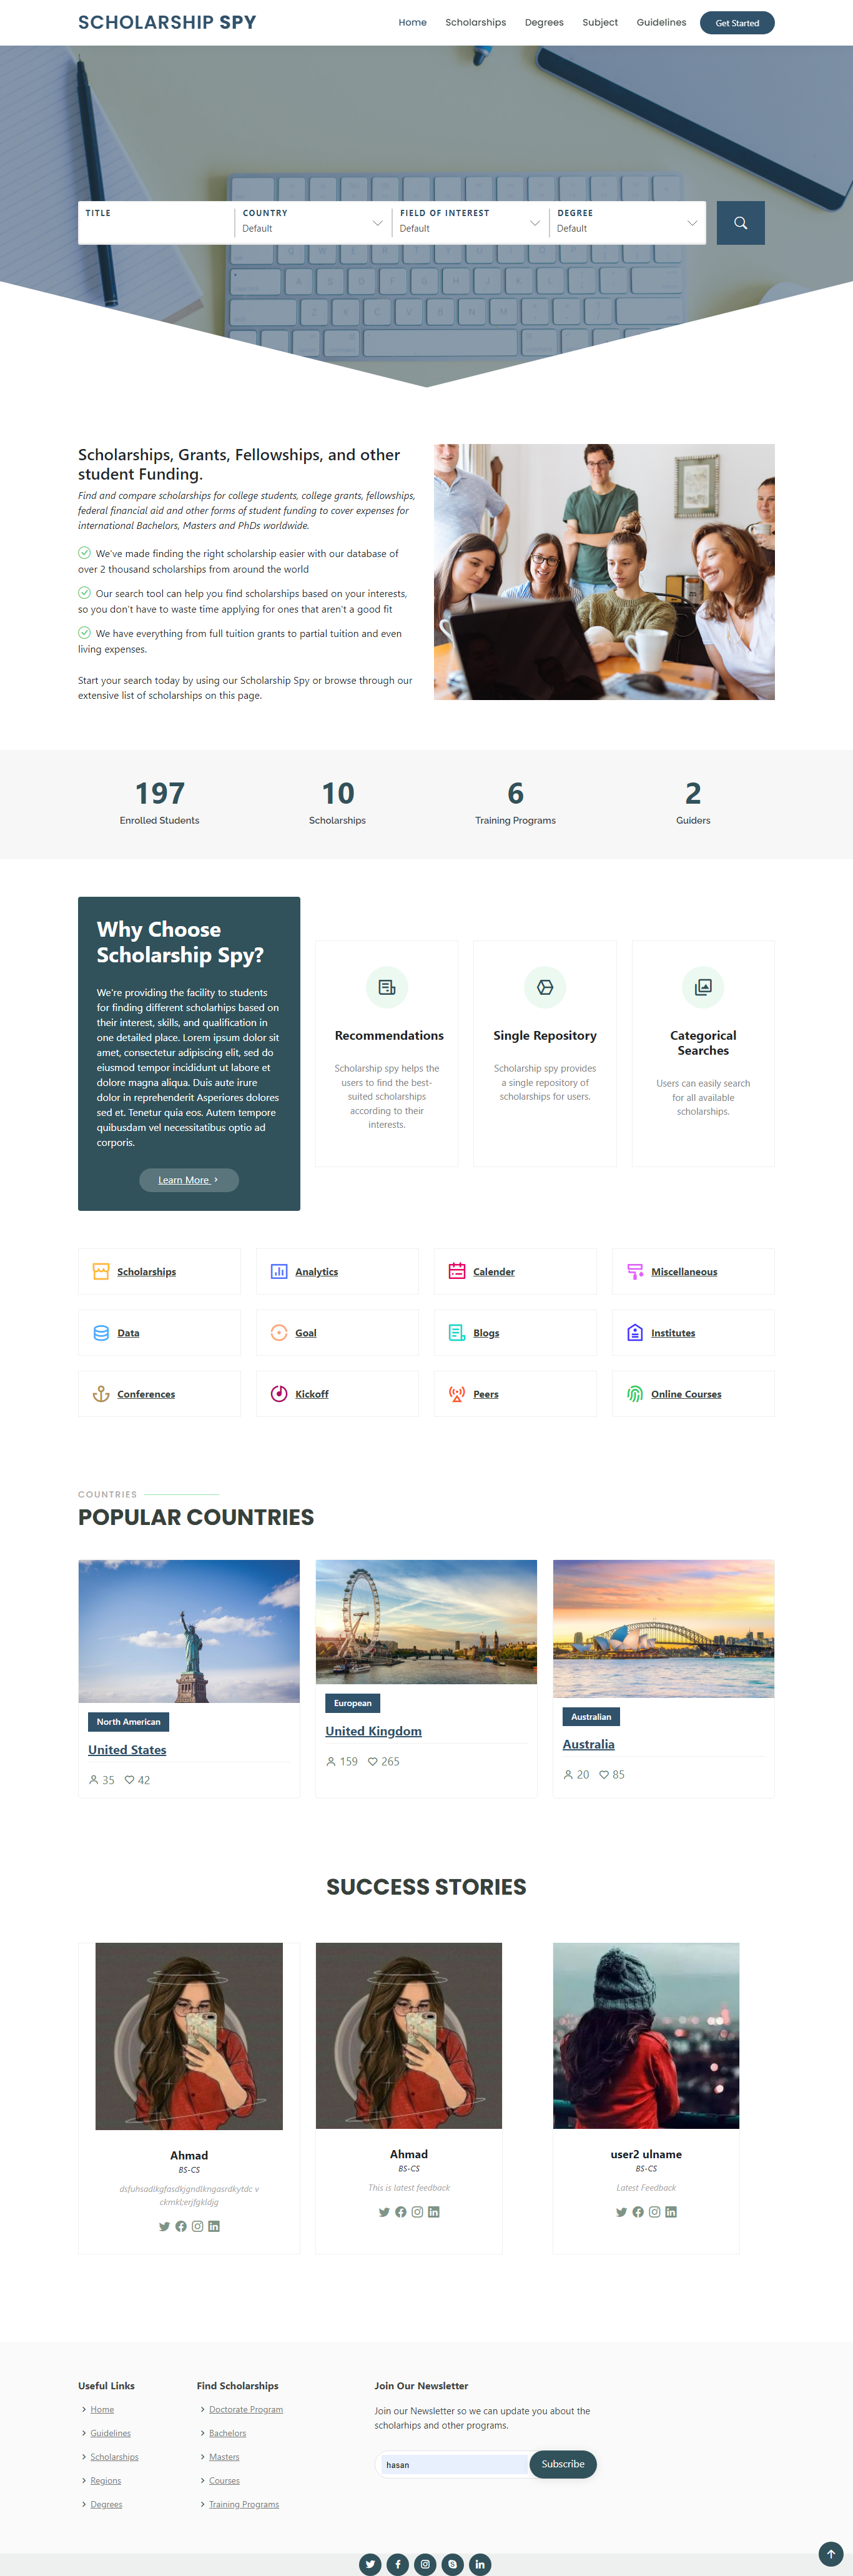 SCHOLARSHIP SPY
Home Scholarships Degrees Subject Guidelines Get Started
TITLE COUNTRY FIELD OF INTEREST DEGREE
Default Default Default
Scholarships, Grants, Fellowships, and other
student Funding.
Find and compare scholarships for college students, college grants, fellowships,
federal financial aid and other forms of student funding to cover expenses for
international Bachelors, Masters and PhDs worldwide.
We've made finding the right scholarship easier with our database of
over 2 thousand scholarships from around the world
Our search tool can help you find scholarships based on your interests,
so you don't have to waste time applying for ones that aren't a good fit
We have everything from full tuition grants to partial tuition and even
living expenses.
Start your search today by using our Scholarship Spy or browse through our
extensive list of scholarships on this page.
197 10 6 2
Enrolled Students Scholarships Training Programs Guiders
Why Choose
Scholarship Spy?
We're providing the facility to students
for finding different scholarhips based on
their interest, skills, and qualification in
one detailed place. Lorem ipsum dolor sit
amet, consectetur adipiscing elit, sed do
eiusmod tempor incididunt ut labore et
dolore magna aliqua. Duis aute irure
dolor in reprehenderit Asperiores dolores
sed et. Tenetur quia eos. Autem tempore
quibusdam vel necessitatibus optio ad
corporis.
Learn More
Recommendations
Scholarship spy helps the
users to find the best-
suited scholarships
according to their
interests.
Single Repository
Scholarship spy provides
a single repository of
scholarships for users.
Categorical
Searches
Users can easily search
for all available
scholarships.
Scholarships Analytics Calender Miscellaneous
Data Goal Blogs Institutes
Conferences Kickoff Peers Online Courses
COUNTRIES
POPULAR COUNTRIES
North American
United States
35 42
European
United Kingdom
159 265
Australian
Australia
20 85
SUCCESS STORIES
Ahmad
BS-CS
dsfuhsadlkgfasdkjgndlkngasrdkytdc v
ckmkl;erjfgkldjg
Ahmad
BS-CS
This is latest feedback
user2 ulname
BS-CS
Latest Feedback
Useful Links
Home
Guidelines
Scholarships
Regions
Degrees
Find Scholarships
Doctorate Program
Bachelors
Masters
Courses
Training Programs
Join Our Newsletter
Join our Newsletter so we can update you about the
scholarhips and other programs.
hasan Subscribe